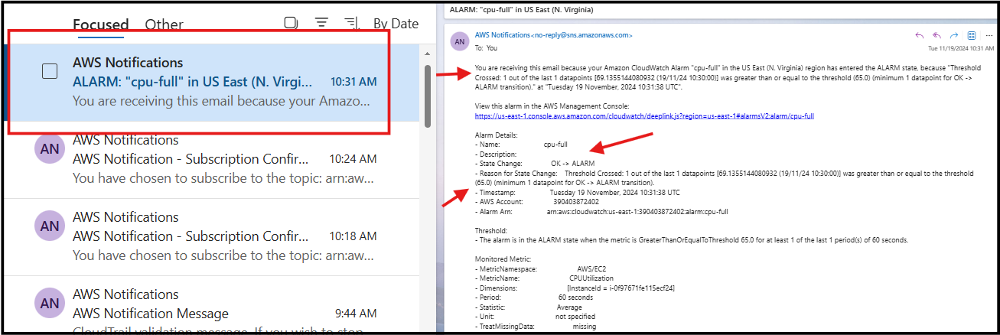 Focused
Other
By Date
AWS Notifications
ALARM: "cpu-full" in US East (N. Virgi...
10:31 AM
You are receiving this email because your Amazo...
AN
AWS Notifications
AWS Notification - Subscription Confir...
10:24 AM
You have chosen to subscribe to the topic: arn:aw...
AN
AWS Notifications
AWS Notification - Subscription Confir...
10:18 AM
You have chosen to subscribe to the topic: arn:aw...
AN
AWS Notifications
AWS Notification Message
9:44 AM
CloudTrail validation message. If you wish to stop
ALARM: "cpu-full" in US East (N. Virginia)
AN
AWS Notifications<no-reply@sns.amazonaws.com>
To: You
Tue 11/19/2024 10:31 AM
You are receiving this email because your Amazon CloudWatch Alarm "cpu-full" in the US East (N. Virginia) region has entered the ALARM state, because "Threshold
Crossed: 1 out of the last 1 datapoints [69.1355144080932 (19/11/24 10:30:00)] was greater than or equal to the threshold (65.0) (minimum 1 datapoint for OK ->
ALARM transition)." at "Tuesday 19 November, 2024 10:31:38 UTC".
View this alarm in the AWS Management Console:
https://us-east-1.console.aws.amazon.com/cloudwatch/deeplink.js?region=us-east-1#alarmsV2:alarm/cpu-full
Alarm Details:
- Name: cpu-full
- Description:
- State Change: OK -> ALARM
- Reason for State Change: Threshold Crossed: 1 out of the last 1 datapoints [69.1355144080932 (19/11/24 10:30:00)] was greater than or equal to the threshold
(65.0) (minimum 1 datapoint for OK -> ALARM transition).
- Timestamp: Tuesday 19 November, 2024 10:31:38 UTC
- AWS Account: 390403872402
- Alarm Arn: arn:aws:cloudwatch:us-east-1:390403872402:alarm:cpu-full
Threshold:
- The alarm is in the ALARM state when the metric is GreaterThanOrEqualToThreshold 65.0 for at least 1 of the last 1 period(s) of 60 seconds.
Monitored Metric:
- MetricNamespace: AWS/EC2
- MetricName: CPUUtilization
- Dimensions: [InstanceId = i-0f97671fe115ecf24]
- Period: 60 seconds
- Statistic: Average
- Unit: not specified
- TreatMissingData: missing